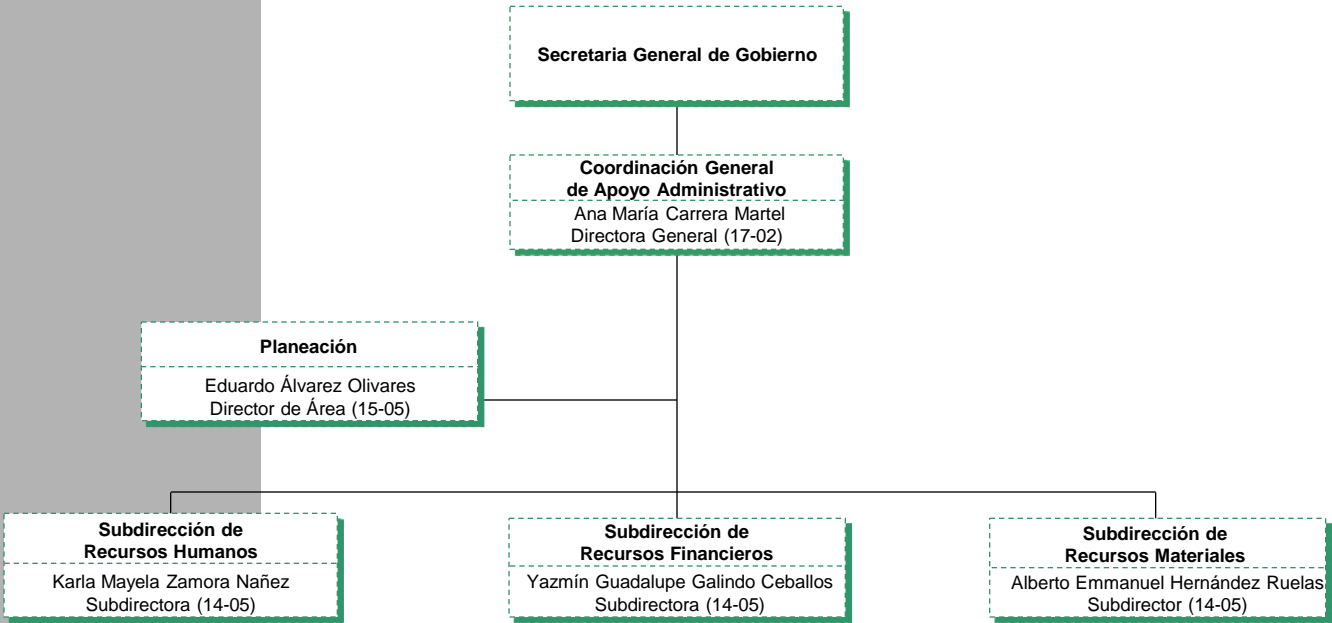 Secretaria General de Gobierno
Coordinación General
de Apoyo Administrativo
Ana María Carrera Martel
Directora General (17-02)
Planeación
Eduardo Álvarez Olivares
Director de Área (15-05)
Subdirección de
Recursos Humanos
Karla Mayela Zamora Nañez
Subdirectora (14-05)
Subdirección de
Recursos Financieros
Yazmín Guadalupe Galindo Ceballos
Subdirectora (14-05)
Subdirección de
Recursos Materiales
Alberto Emmanuel Hernández Ruelas
Subdirector (14-05)